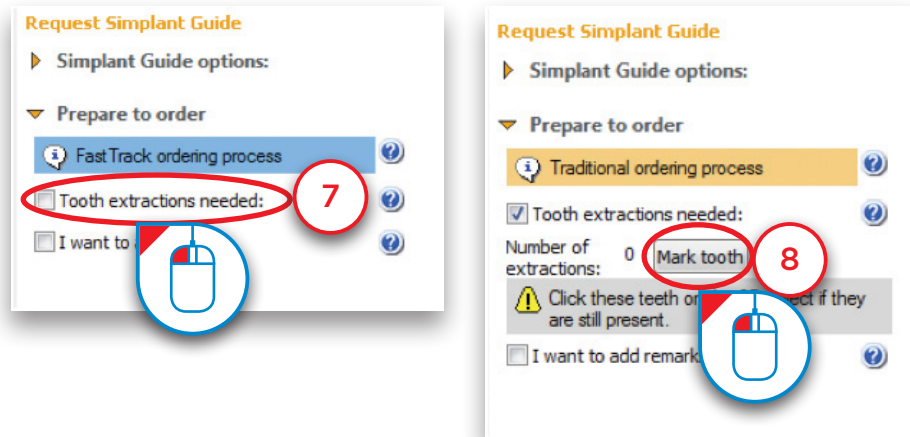 Request Simplant Guide
Simplant Guide options:
Prepare to order
FastTrack ordering process
Tooth extractions needed:
7
I want to
Request Simplant Guide
Simplant Guide options:
Prepare to order
Traditional ordering process
Tooth extractions needed:
Number of
extractions:
0
Mark tooth
8
Click these teeth if they
are still present.
I want to add